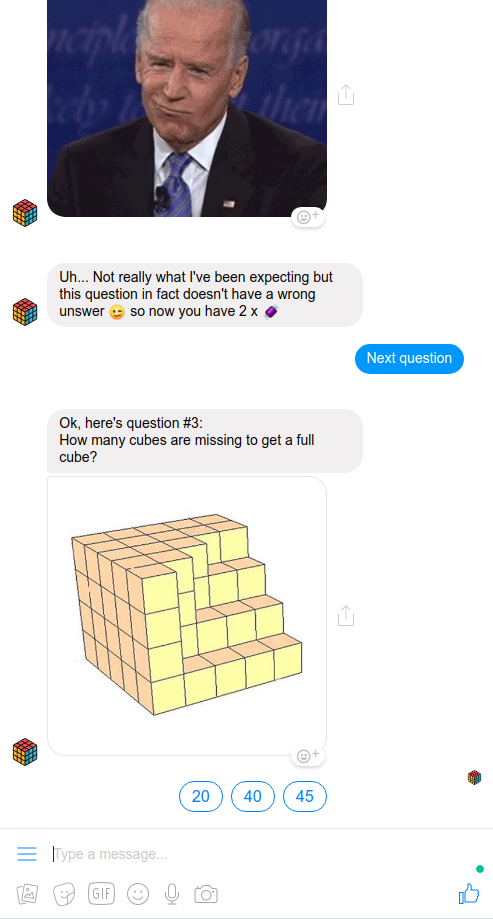 Uh... Not really what I've been expecting but
this question in fact doesn't have a wrong
unswer 😉 so now you have 2 x
Next question
Ok, here's question #3:
How many cubes are missing to get a full
cube?
20
40
45
Type a message...
GIF